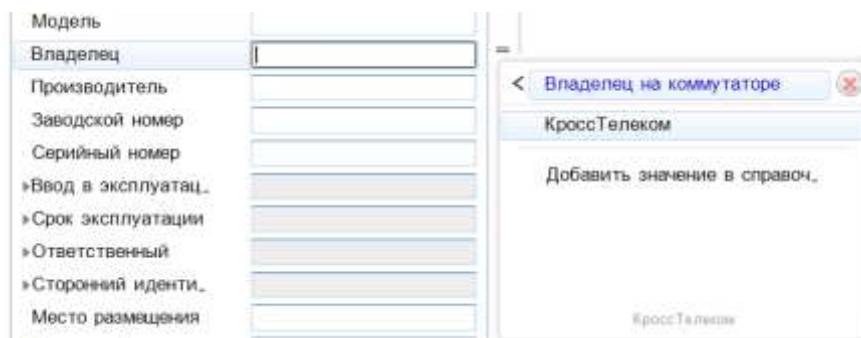 Модель
Владелец
Производитель
Заводской номер
Серийный номер
»Ввод в эксплуатац..
»Срок эксплуатации
»Ответственный
»Сторонний иденти..
Место размещения
=
< Владелец на коммутаторе
КроссТелеком
Добавить значение в справоч..
КроссТелеком